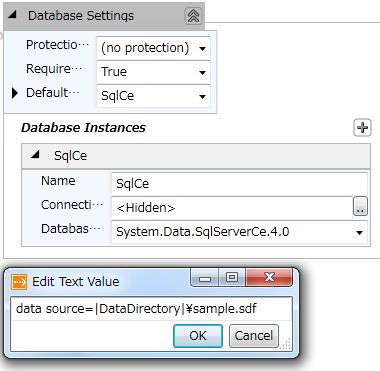 Database Settings
Protectio… (no protection)
Require… True
Default… SqlCe
Database Instances
SqlCe
Name SqlCe
Connecti… <Hidden> ..
Databas… System.Data.SqlServerCe.4.0
Edit Text Value
data source=|DataDirectory|¥sample.sdf
OK Cancel